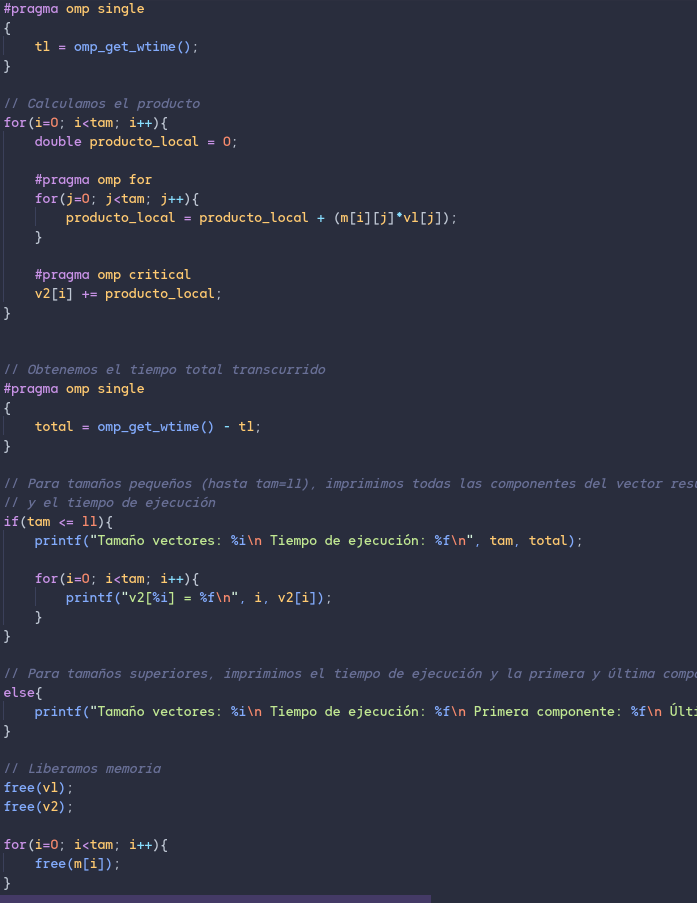 #pragma omp single
{
    t1 = omp_get_wtime();
}

// Calculamos el producto
for(i=0; i<tam; i++){
    double producto_local = 0;

    #pragma omp for
    for(j=0; j<tam; j++){
        producto_local = producto_local + (m[i][j]*v1[j]);
    }

    #pragma omp critical
    v2[i] += producto_local;
}

// Obtenemos el tiempo total transcurrido
#pragma omp single
{
    total = omp_get_wtime() - t1;
}

// Para tamaños pequeños (hasta tam=11), imprimimos todas las componentes del vector
// y el tiempo de ejecución
if(tam <= 11){
    printf("Tamaño vectores: %i\n Tiempo de ejecución: %f\n", tam, total);

    for(i=0; i<tam; i++){
        printf("v2[%i] = %f\n", i, v2[i]);
    }
}

// Para tamaños superiores, imprimimos el tiempo de ejecución y la primera y última
else{
    printf("Tamaño vectores: %i\n Tiempo de ejecución: %f\n Primera componente: %f\n
}

// Liberamos memoria
free(v1);
free(v2);

for(i=0; i<tam; i++){
    free(m[i]);
}